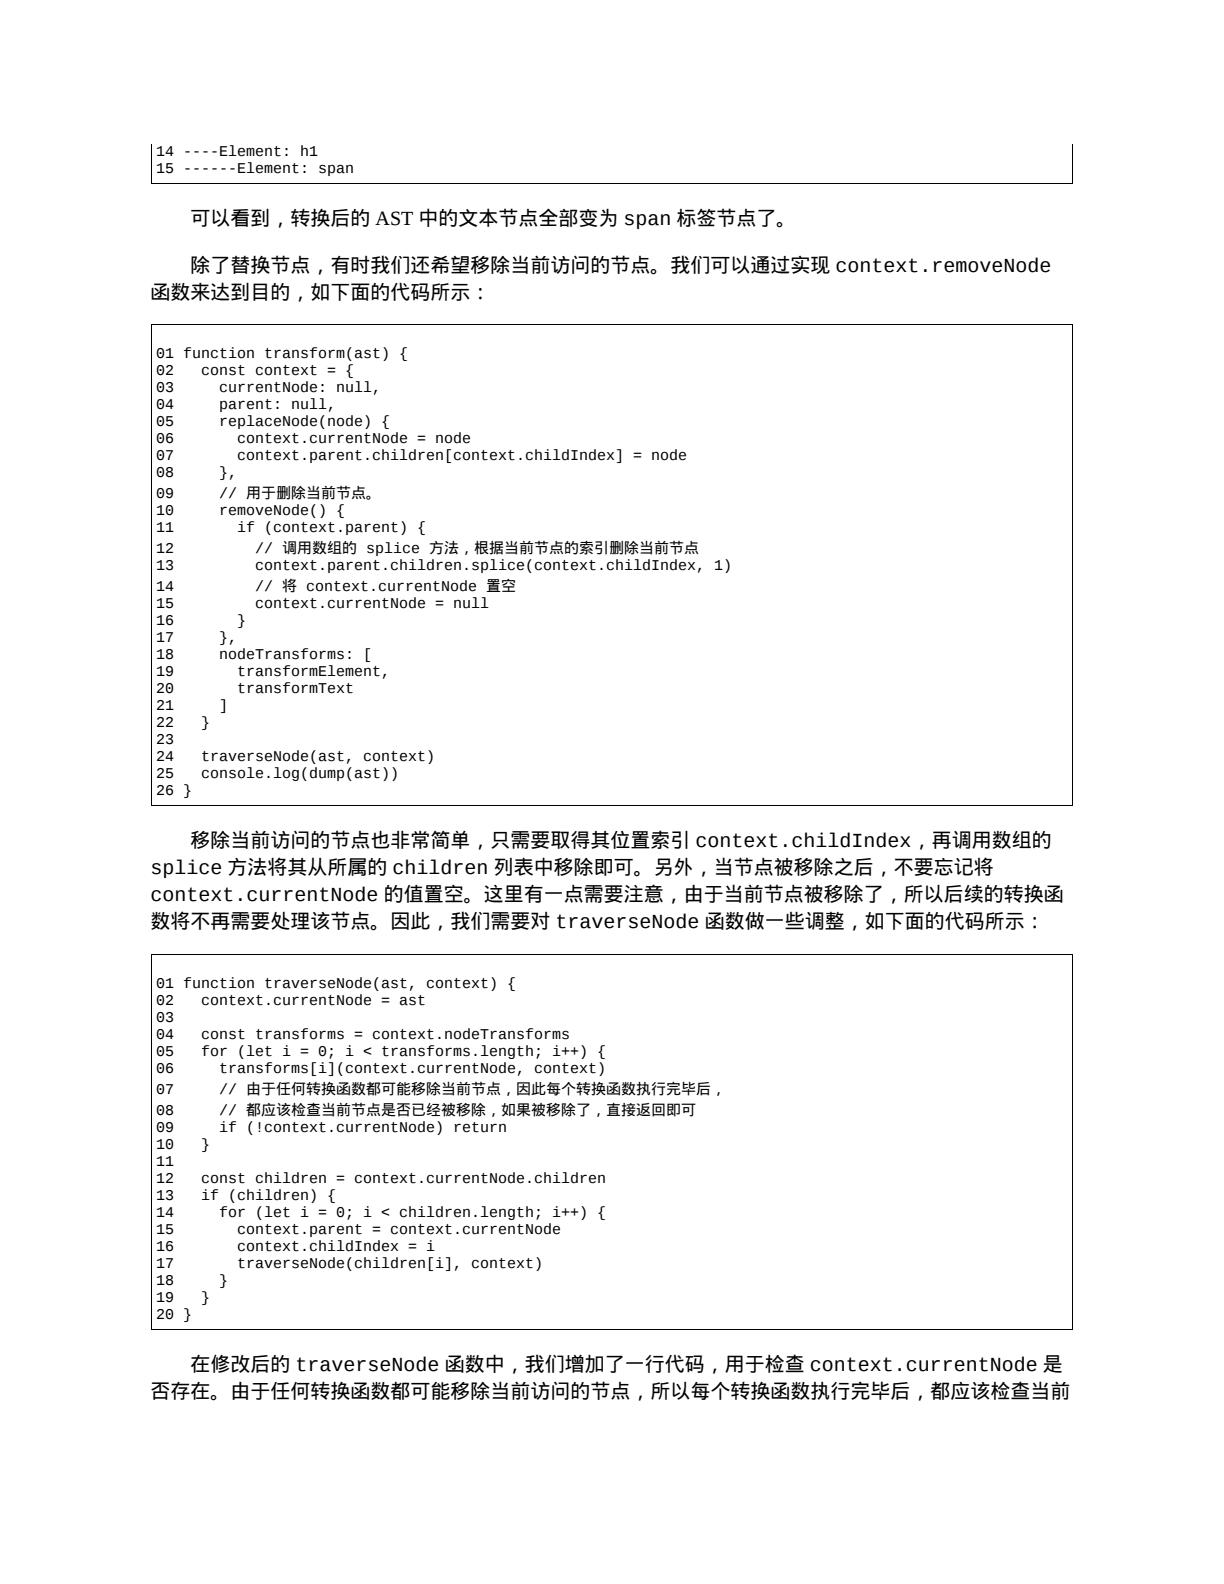 14 ----Element: h1
15 ------Element: span
可以看到，转换后的 AST 中的文本节点全部变为 span 标签节点了。
除了替换节点，有时我们还希望移除当前访问的节点。我们可以通过实现 context.removeNode
函数来达到目的，如下面的代码所示：
01 function transform(ast) {
02   const context = {
03     currentNode: null,
04     parent: null,
05     replaceNode(node) {
06       context.currentNode = node
07       context.parent.children[context.childIndex] = node
08     },
09     // 用于删除当前节点。
10     removeNode() {
11       if (context.parent) {
12         // 调用数组的 splice 方法，根据当前节点的索引删除当前节点
13         context.parent.children.splice(context.childIndex, 1)
14         // 将 context.currentNode 置空
15         context.currentNode = null
16       }
17     },
18     nodeTransforms: [
19       transformElement,
20       transformText
21     ]
22   }
23
24   traverseNode(ast, context)
25   console.log(dump(ast))
26 }
移除当前访问的节点也非常简单，只需要取得其位置索引 context.childIndex，再调用数组的
splice 方法将其从所属的 children 列表中移除即可。另外，当节点被移除之后，不要忘记将
context.currentNode 的值置空。这里有一点需要注意，由于当前节点被移除了，所以后续的转换函
数将不再需要处理该节点。因此，我们需要对 traverseNode 函数做一些调整，如下面的代码所示：
01 function traverseNode(ast, context) {
02   context.currentNode = ast
03
04   const transforms = context.nodeTransforms
05   for (let i = 0; i < transforms.length; i++) {
06     transforms[i](context.currentNode, context)
07     // 由于任何转换函数都可能移除当前节点，因此每个转换函数执行完毕后，
08     // 都应该检查当前节点是否已经被移除，如果被移除了，直接返回即可
09     if (!context.currentNode) return
10   }
11
12   const children = context.currentNode.children
13   if (children) {
14     for (let i = 0; i < children.length; i++) {
15       context.parent = context.currentNode
16       context.childIndex = i
17       traverseNode(children[i], context)
18     }
19   }
20 }
在修改后的 traverseNode 函数中，我们增加了一行代码，用于检查 context.currentNode 是
否存在。由于任何转换函数都可能移除当前访问的节点，所以每个转换函数执行完毕后，都应该检查当前